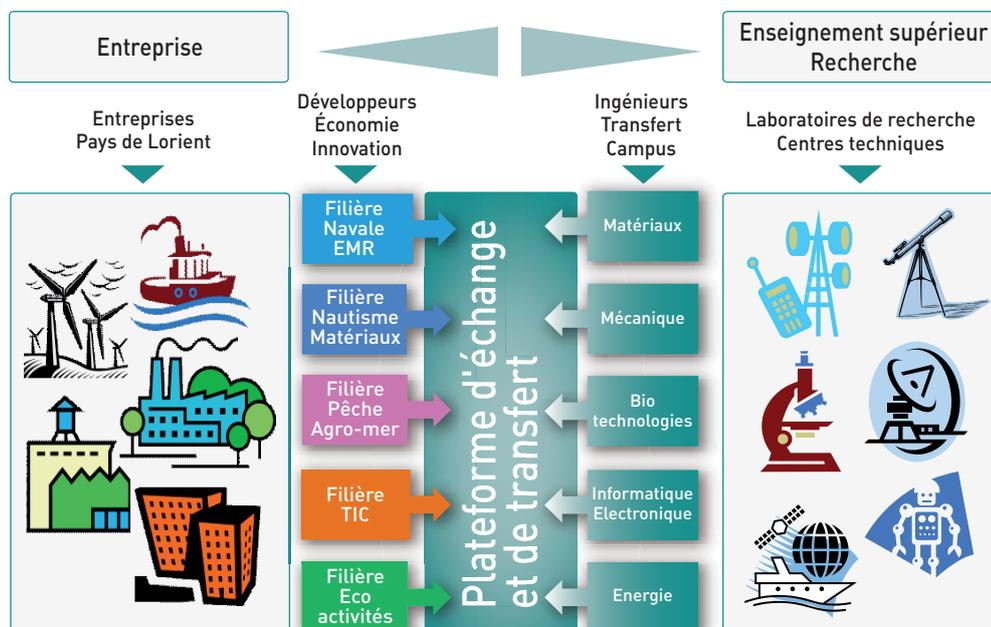 Entreprise
Enseignement supérieur
Recherche
Entreprises
Pays de Lorient
Développeurs
Économie
Innovation
Ingénieurs
Transfert
Campus
Laboratoires de recherche
Centres techniques
Filière
Navale
EMR
Filière
Nautisme
Matériaux
Filière
Pêche
Agro-mer
Filière
TIC
Filière
Eco
activités
Plateforme d'échange
et de transfert
Matériaux
Mécanique
Bio
technologies
Informatique
Electronique
Energie